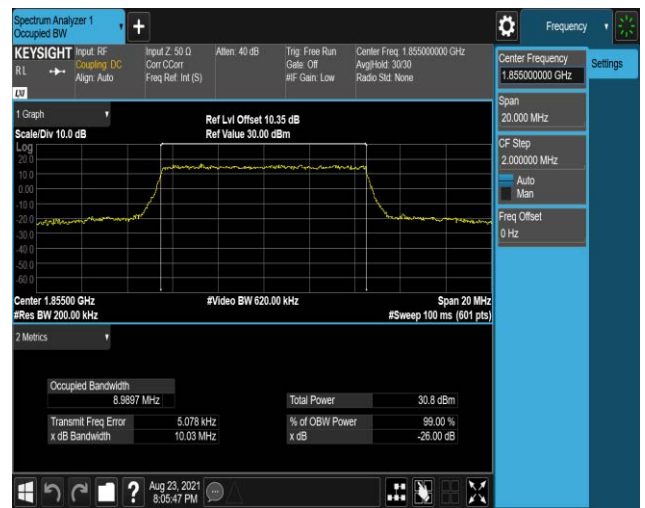 Spectrum Analyzer 1
Occupied BW
+
Frequency
KEYSIGHT
R L
LXI
Input: RF
Coupling: DC
Align: Auto
Input Z: 50 Ω
Corr CCorr
Freq Ref: Int (S)
Atten: 40 dB
Trig: Free Run
Gate: Off
#IF Gain: Low
Center Freq: 1.855000000 GHz
Avg|Hold: 30/30
Radio Std: None
Center Frequency
1.855000000 GHz
Settings
Span
20.000 MHz
CF Step
2.000000 MHz
Auto
Man
Freq Offset
0 Hz
1 Graph
Scale/Div 10.0 dB
Ref Lvl Offset 10.35 dB
Ref Value 30.00 dBm
Log
20.0
10.0
0.00
-10.0
-20.0
-30.0
-40.0
-50.0
-60.0
Center 1.85500 GHz
#Video BW 620.00 kHz
Span 20 MHz
#Res BW 200.00 kHz
#Sweep 100 ms (601 pts)
2 Metrics
Occupied Bandwidth
8.9897 MHz
Total Power 30.8 dBm
Transmit Freq Error 5.078 kHz
% of OBW Power 99.00 %
x dB Bandwidth 10.03 MHz
x dB -26.00 dB
?
Aug 23, 2021
8:05:47 PM